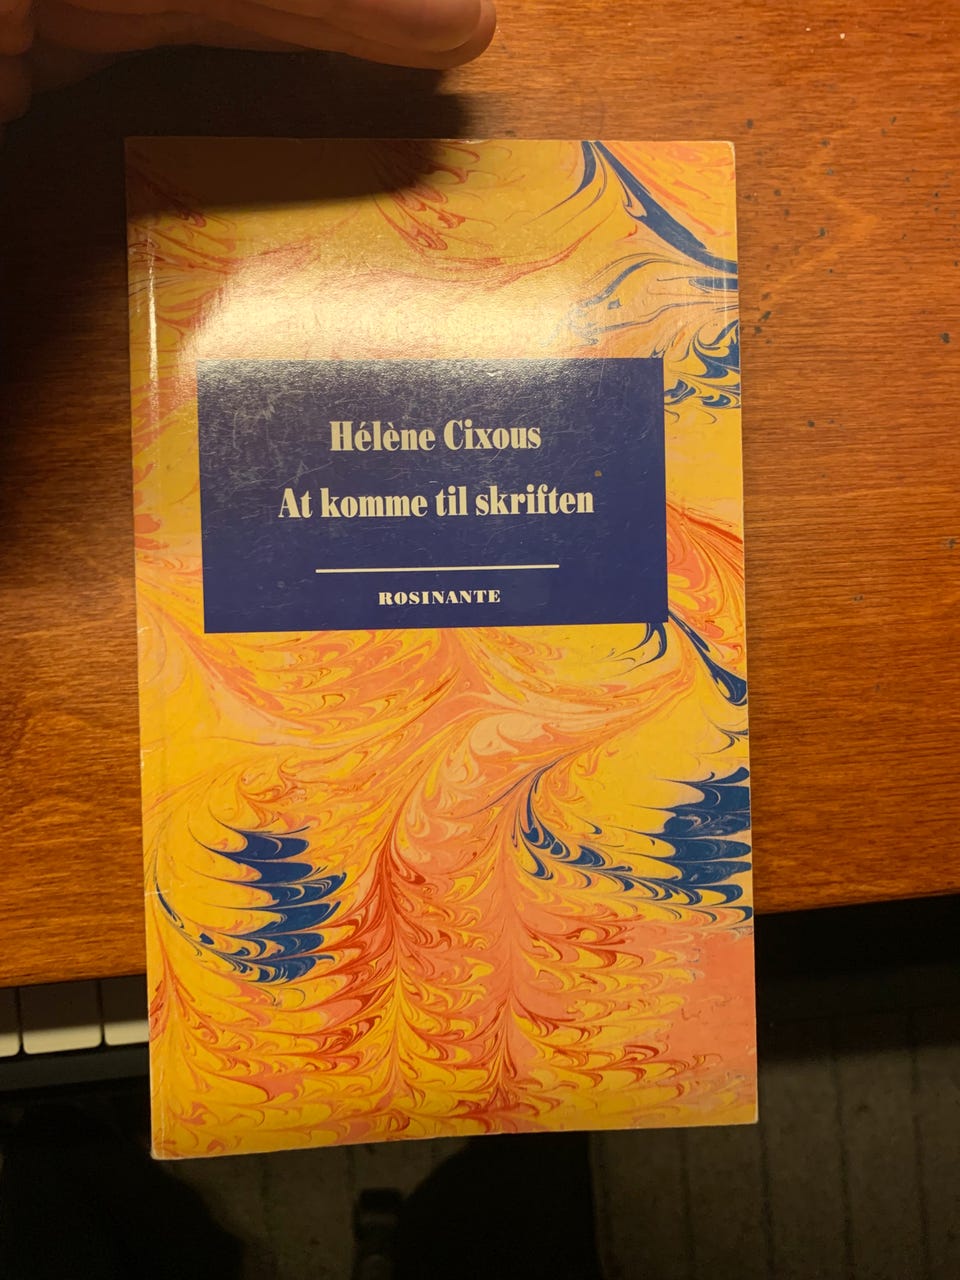 Hélène Cixous
At komme til skriften
ROSINANTE